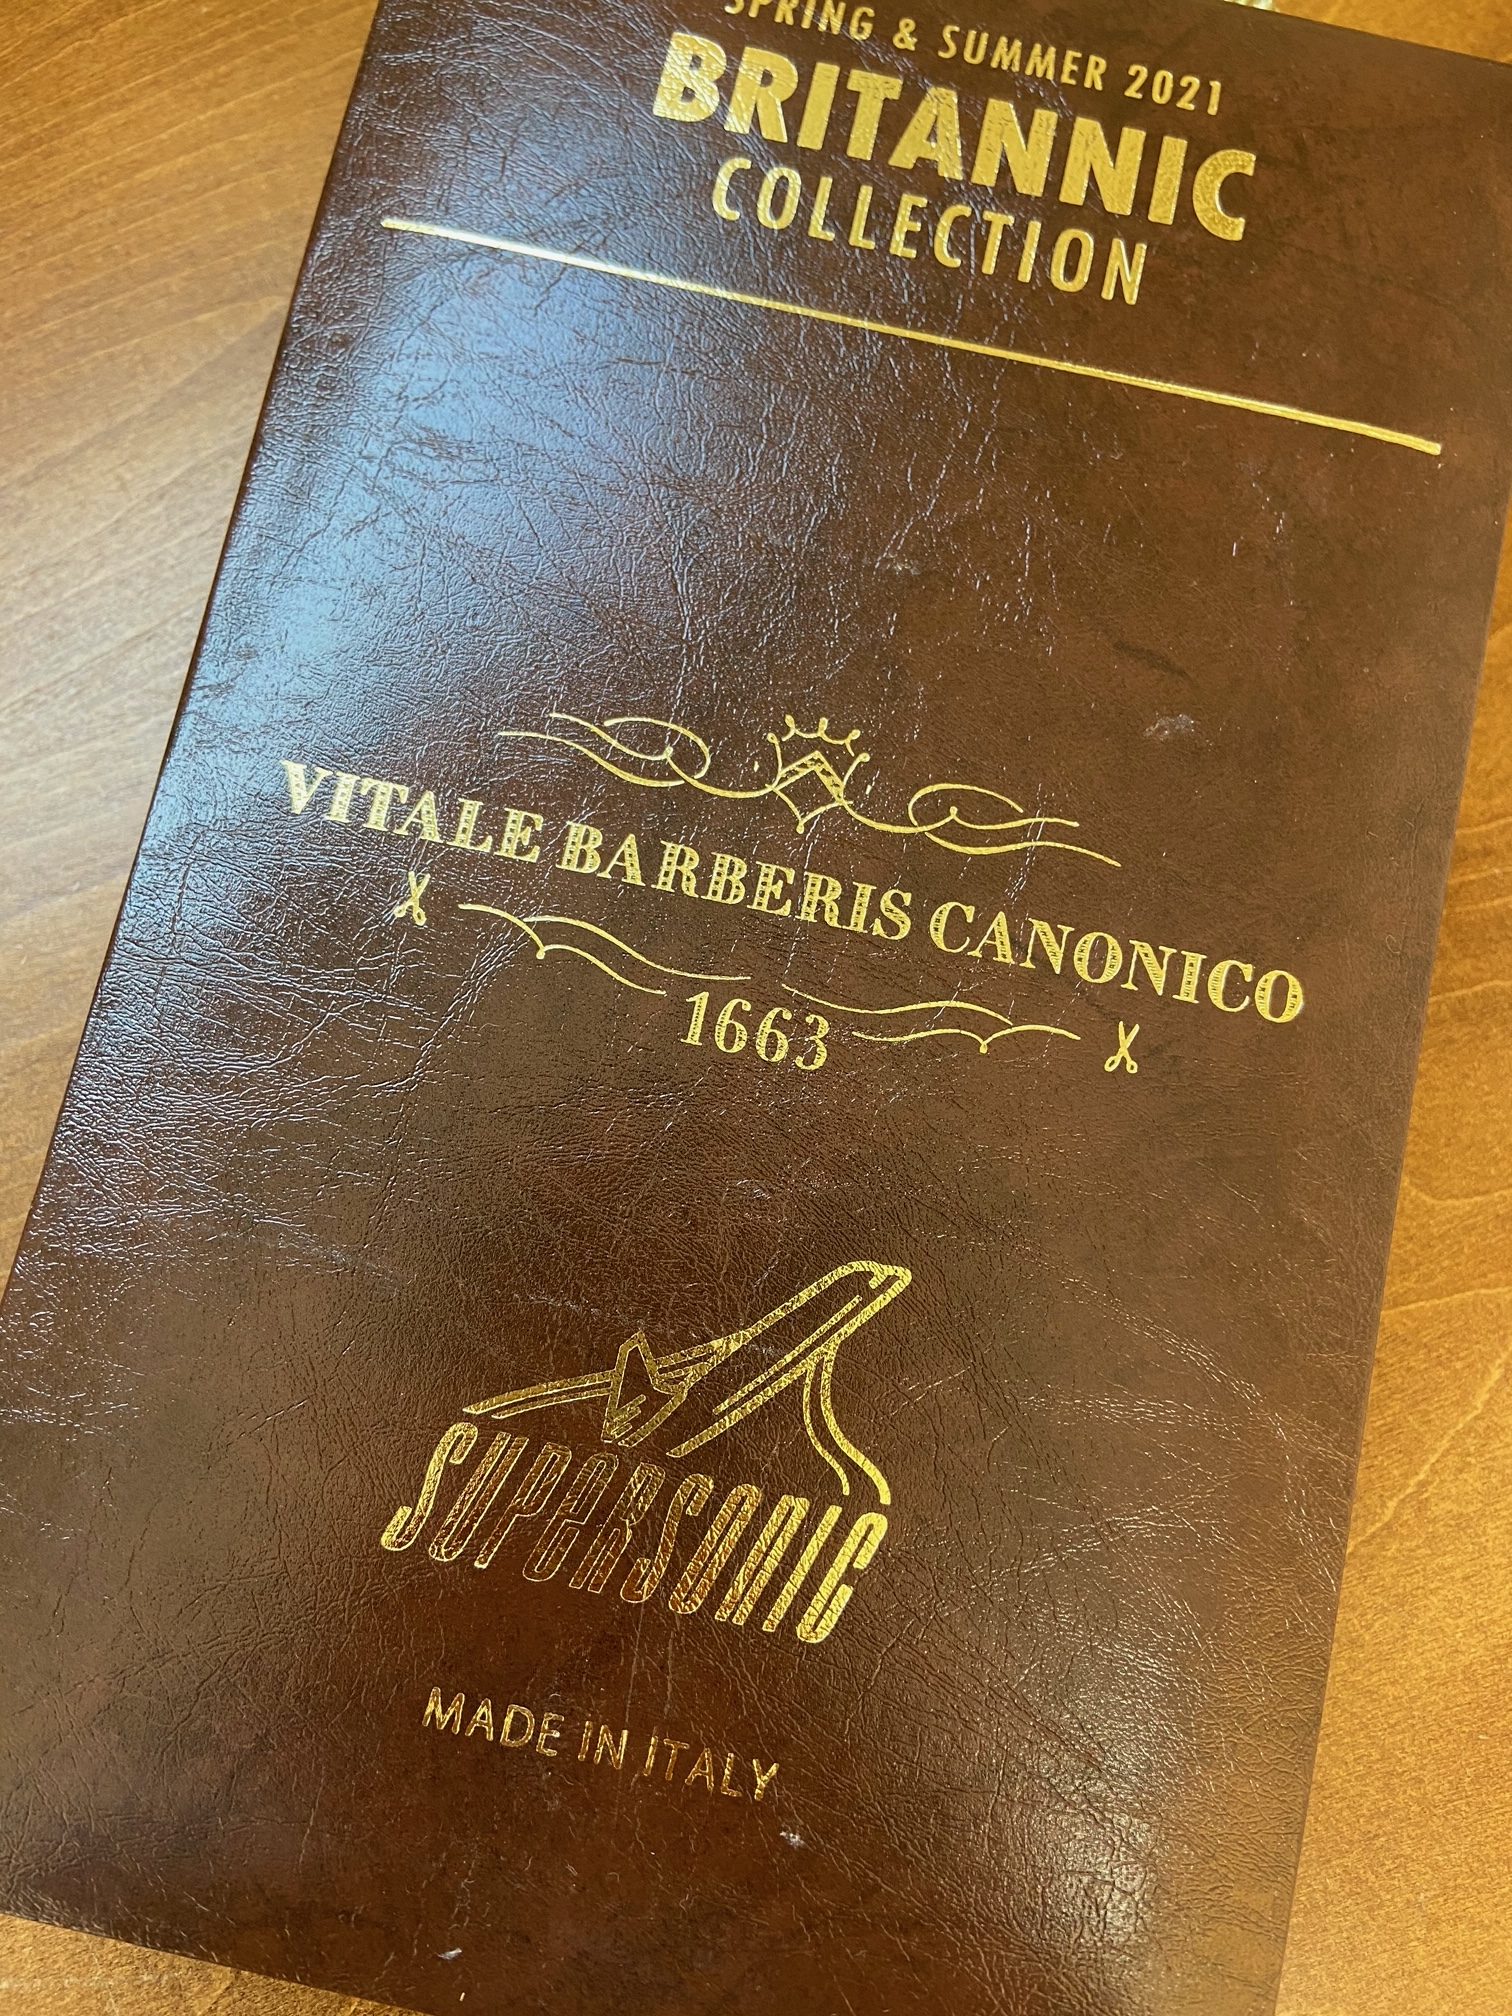 SPRING & SUMMER 2021
BRITANNIC
COLLECTION
VITALE BARBERIS CANONICO
1663
SUPERSONIC
MADE IN ITALY